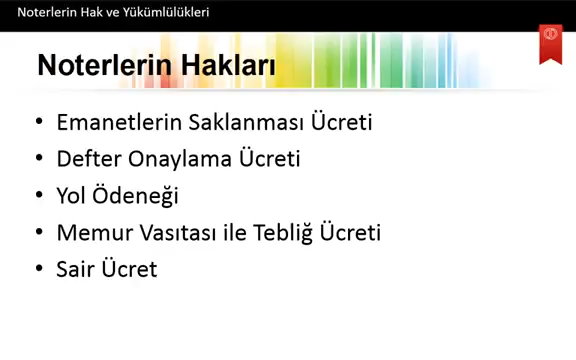 Noterlerin Hak ve Yükümlülükleri
Noterlerin Hakları
• Emanetlerin Saklanması Ücreti
• Defter Onaylama Ücreti
• Yol Ödeneği
• Memur Vasıtası ile Tebliğ Ücreti
• Sair Ücret